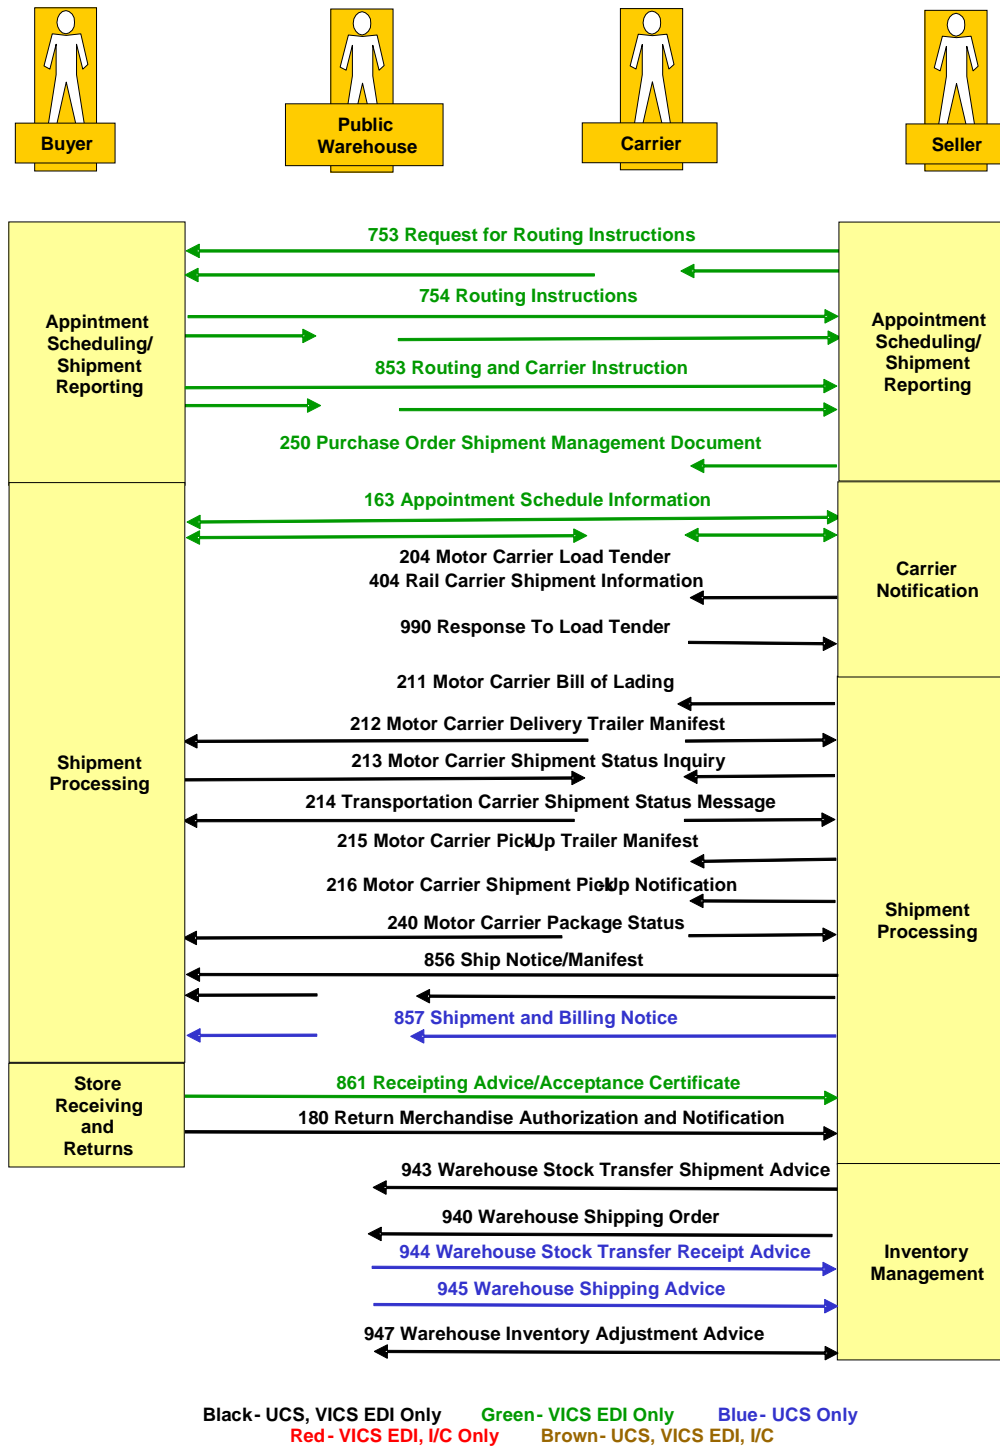 Buyer
Public
Warehouse
Carrier
Seller
753 Request for Routing Instructions
754 Routing Instructions
Appintment
Scheduling/
Shipment
Reporting
Appointment
Scheduling/
Shipment
Reporting
853 Routing and Carrier Instruction
250 Purchase Order Shipment Management Document
163 Appointment Schedule Information
204 Motor Carrier Load Tender
404 Rail Carrier Shipment Information
Carrier
Notification
990 Response To Load Tender
211 Motor Carrier Bill of Lading
212 Motor Carrier Delivery Trailer Manifest
213 Motor Carrier Shipment Status Inquiry
Shipment
Processing
214 Transportation Carrier Shipment Status Message
215 Motor Carrier Pick-Up Trailer Manifest
216 Motor Carrier Shipment Pick-Up Notification
240 Motor Carrier Package Status
Shipment
Processing
856 Ship Notice/Manifest
857 Shipment and Billing Notice
Store
Receiving
and
Returns
861 Receipting Advice/Acceptance Certificate
180 Return Merchandise Authorization and Notification
943 Warehouse Stock Transfer Shipment Advice
940 Warehouse Shipping Order
944 Warehouse Stock Transfer Receipt Advice
945 Warehouse Shipping Advice
Inventory
Management
947 Warehouse Inventory Adjustment Advice
Black- UCS, VICS EDI Only Green- VICS EDI Only Blue- UCS Only
Red- VICS EDI, I/C Only Brown- UCS, VICS EDI, I/C